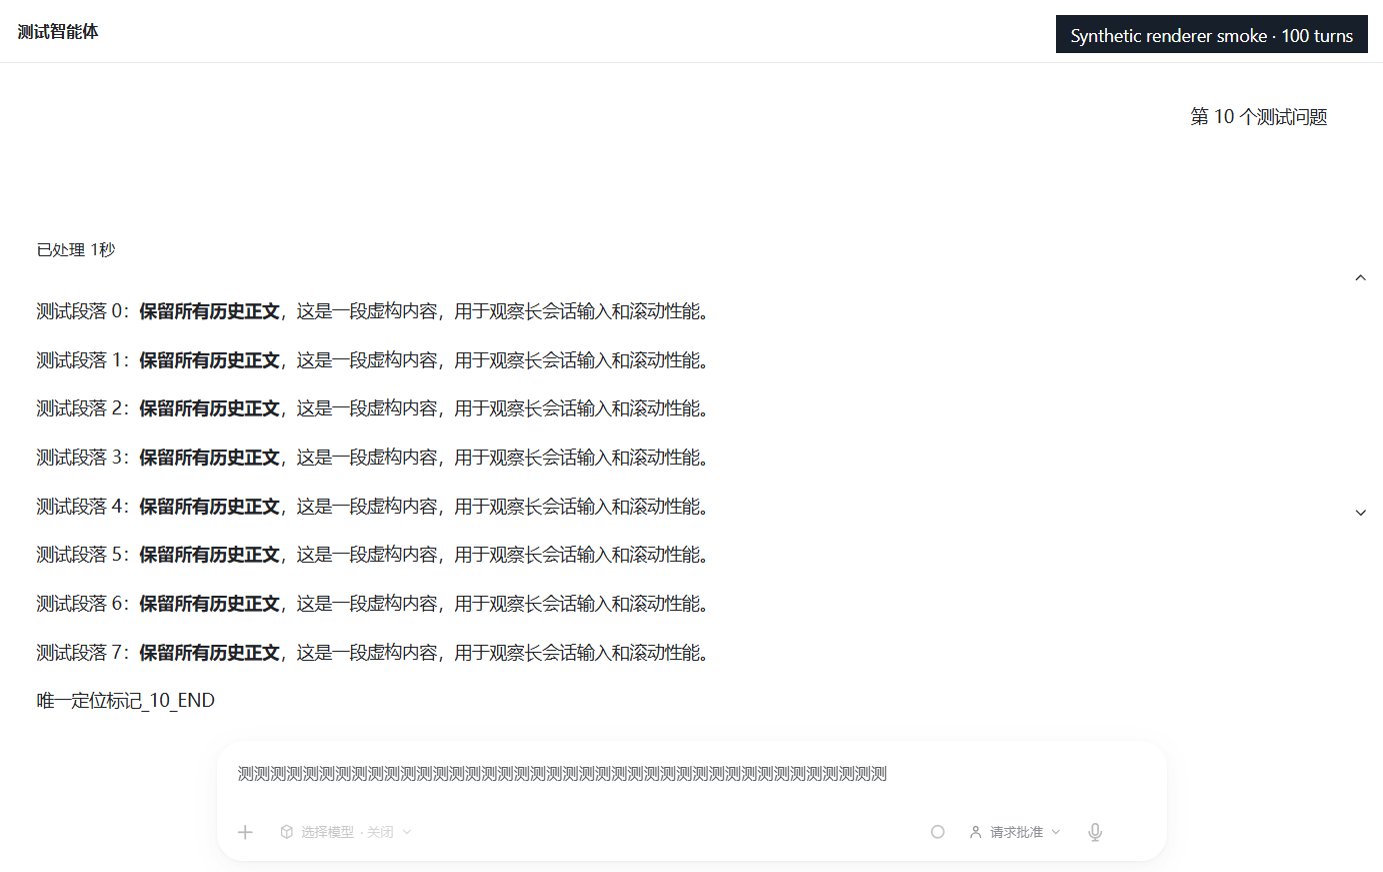 测试智能体
Synthetic renderer smoke · 100 turns
第 10 个测试问题
已处理 1秒
测试段落 0：保留所有历史正文，这是一段虚构内容，用于观察长会话输入和滚动性能。
测试段落 1：保留所有历史正文，这是一段虚构内容，用于观察长会话输入和滚动性能。
测试段落 2：保留所有历史正文，这是一段虚构内容，用于观察长会话输入和滚动性能。
测试段落 3：保留所有历史正文，这是一段虚构内容，用于观察长会话输入和滚动性能。
测试段落 4：保留所有历史正文，这是一段虚构内容，用于观察长会话输入和滚动性能。
测试段落 5：保留所有历史正文，这是一段虚构内容，用于观察长会话输入和滚动性能。
测试段落 6：保留所有历史正文，这是一段虚构内容，用于观察长会话输入和滚动性能。
测试段落 7：保留所有历史正文，这是一段虚构内容，用于观察长会话输入和滚动性能。
唯一定位标记_10_END
测测测测测测测测测测测测测测测测测测测测测测测测测测测测测测测测测测测测测测测测
选择模型 · 关闭
请求批准